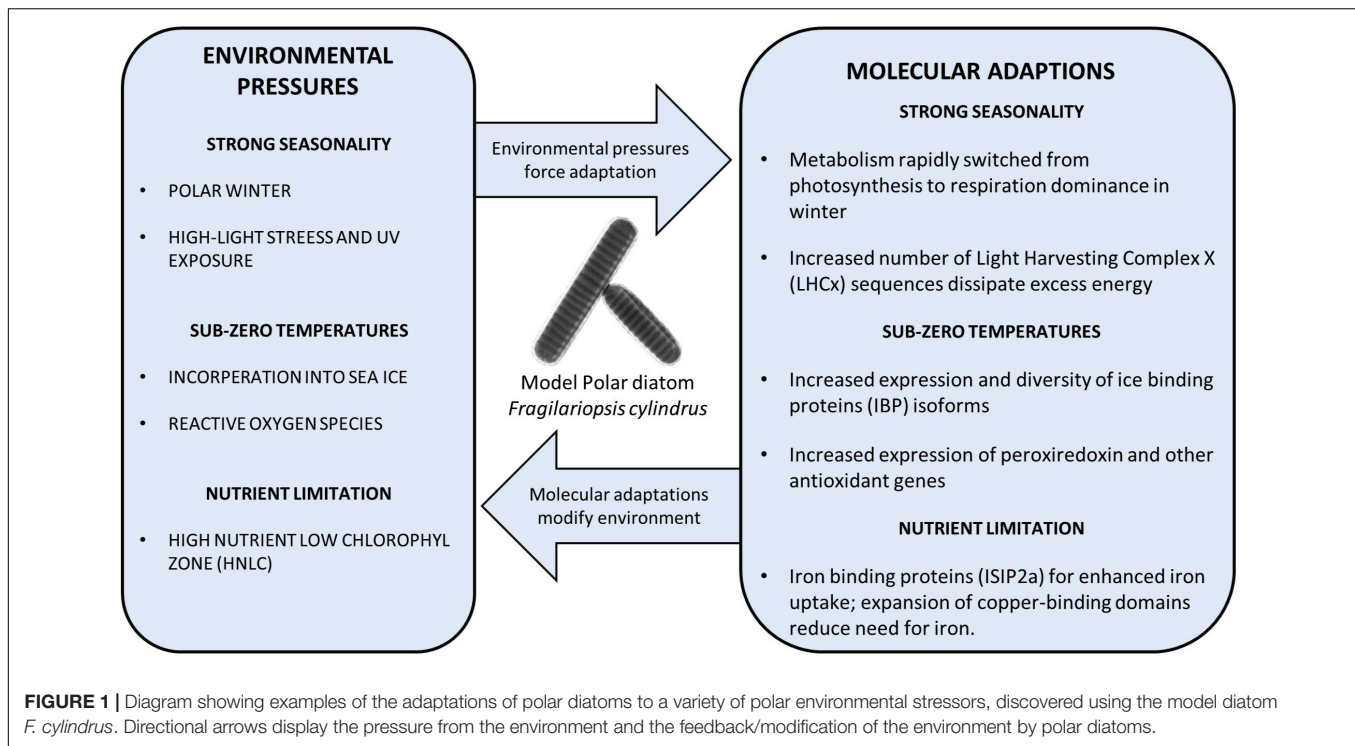 ENVIRONMENTAL
PRESSURES
STRONG SEASONALITY
• POLAR WINTER
• HIGH-LIGHT STREESS AND UV
EXPOSURE
SUB-ZERO TEMPERATURES
• INCORPERATION INTO SEA ICE
• REACTIVE OXYGEN SPECIES
NUTRIENT LIMITATION
• HIGH NUTRIENT LOW CHLOROPHYL
ZONE (HNLC)
Environmental pressures
force adaptation
Model Polar diatom
Fragilariopsis cylindrus
Molecular adaptations
modify environment
MOLECULAR ADAPTIONS
STRONG SEASONALITY
• Metabolism rapidly switched from
photosynthesis to respiration dominance in
winter
• Increased number of Light Harvesting Complex X
(LHCx) sequences dissipate excess energy
SUB-ZERO TEMPERATURES
• Increased expression and diversity of ice binding
proteins (IBP) isoforms
• Increased expression of peroxiredoxin and other
antioxidant genes
NUTRIENT LIMITATION
• Iron binding proteins (ISIP2a) for enhanced iron
uptake; expansion of copper-binding domains
reduce need for iron.
FIGURE 1 | Diagram showing examples of the adaptations of polar diatoms to a variety of polar environmental stressors, discovered using the model diatom
F. cylindrus. Directional arrows display the pressure from the environment and the feedback/modification of the environment by polar diatoms.